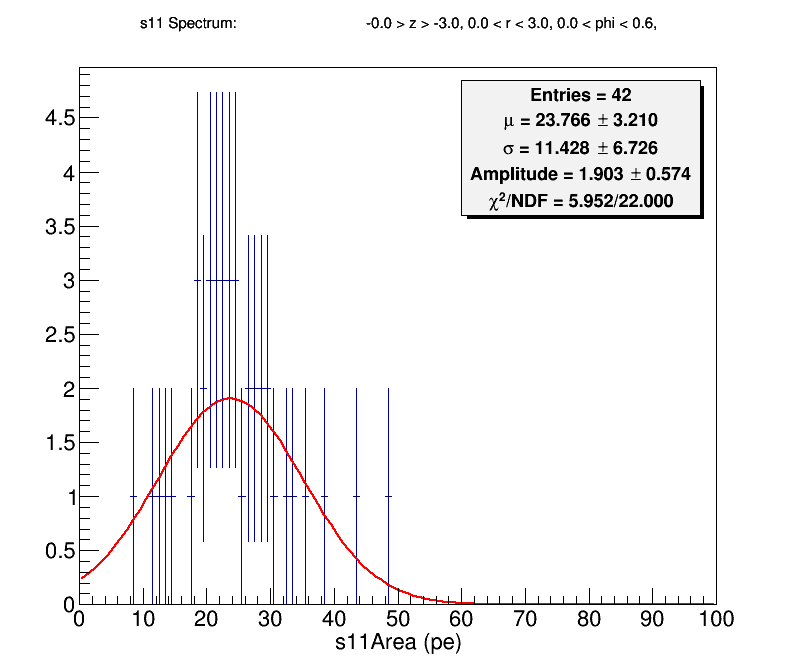 s11 Spectrum: -0.0 > z > -3.0, 0.0 < r < 3.0, 0.0 < phi < 0.6,
Entries = 42
μ = 23.766 ± 3.210
σ = 11.428 ± 6.726
Amplitude = 1.903 ± 0.574
χ²/NDF = 5.952/22.000
4.5
4
3.5
3
2.5
2
1.5
1
0.5
0
0 10 20 30 40 50 60 70 80 90 100
s11Area (pe)